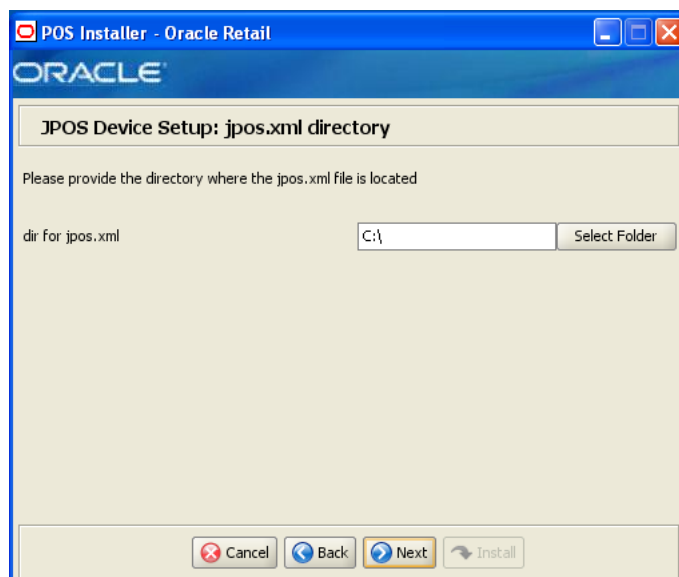 POS Installer - Oracle Retail
ORACLE
JPOS Device Setup: jpos.xml directory
Please provide the directory where the jpos.xml file is located
dir for jpos.xml C:\ Select Folder
Cancel Back Next Install